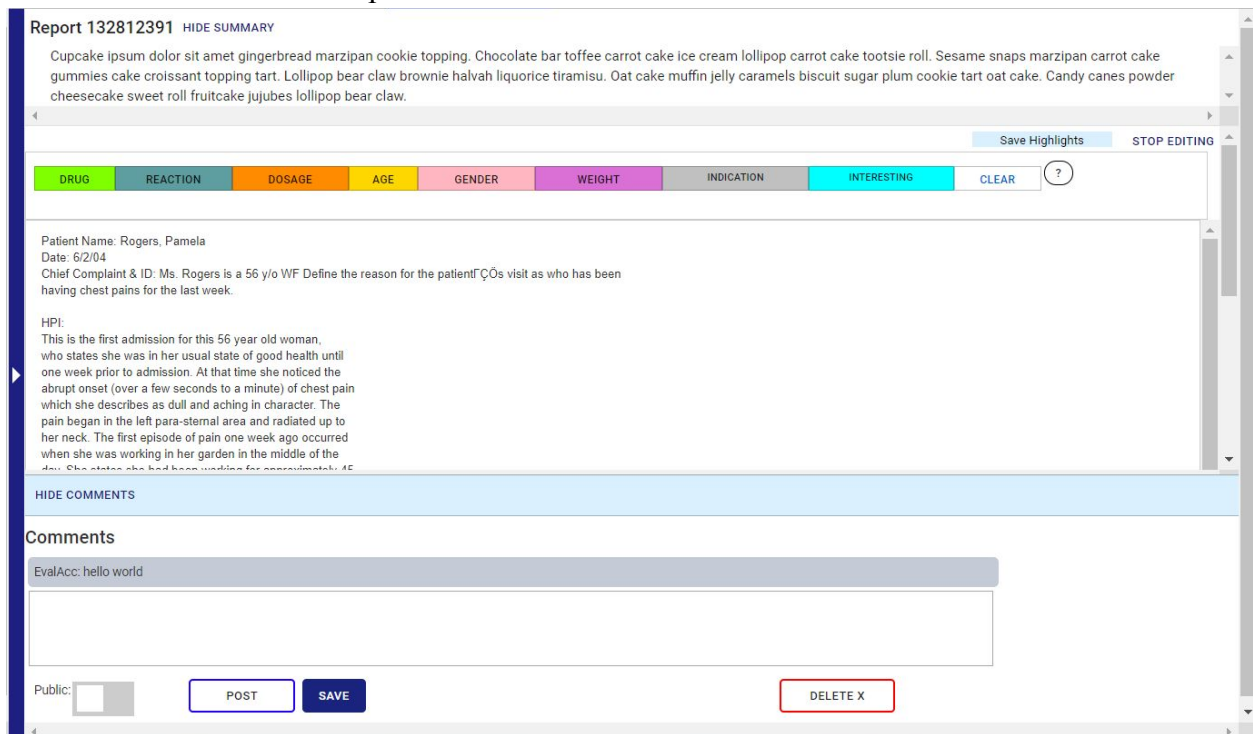 Report 132812391 HIDE SUMMARY
Cupcake ipsum dolor sit amet gingerbread marzipan cookie topping. Chocolate bar toffee carrot cake ice cream lollipop carrot cake tootsie roll. Sesame snaps marzipan carrot cake
gummies cake croissant topping tart. Lollipop bear claw brownie halvah liquorice tiramisu. Oat cake muffin jelly caramels biscuit sugar plum cookie tart oat cake. Candy canes powder
cheesecake sweet roll fruitcake jujubes lollipop bear claw.
Save Highlights STOP EDITING
DRUG REACTION DOSAGE AGE GENDER WEIGHT INDICATION INTERESTING CLEAR ?
Patient Name: Rogers, Pamela
Date: 6/2/04
Chief Complaint & ID: Ms. Rogers is a 56 y/o WF Define the reason for the patientΓÇÖs visit as who has been
having chest pains for the last week.
HPI:
This is the first admission for this 56 year old woman,
who states she was in her usual state of good health until
one week prior to admission. At that time she noticed the
abrupt onset (over a few seconds to a minute) of chest pain
which she describes as dull and aching in character. The
pain began in the left para-sternal area and radiated up to
her neck. The first episode of pain one week ago occurred
when she was working in her garden in the middle of the
day. She states she had been working for approximately 45
HIDE COMMENTS
Comments
EvalAcc: hello world
Public: POST SAVE DELETE X